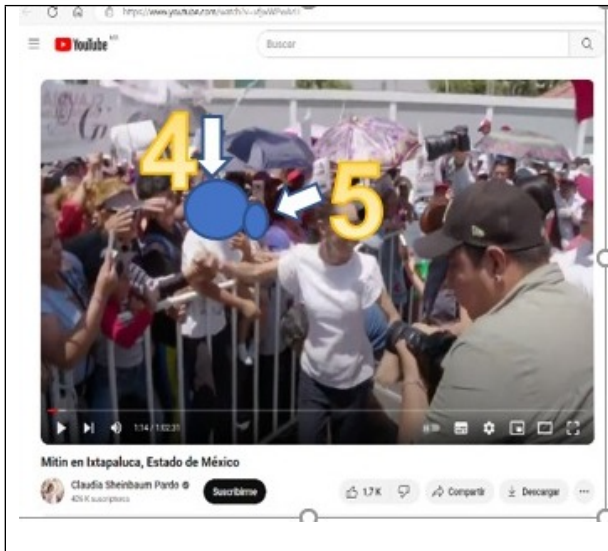 YouTube MX
Buscar
4
5
1:14 / 1:02:31
Mitin en Ixtapaluca, Estado de México
Claudia Sheinbaum Pardo
Suscribirme
1.7 K
Compartir
Descargar